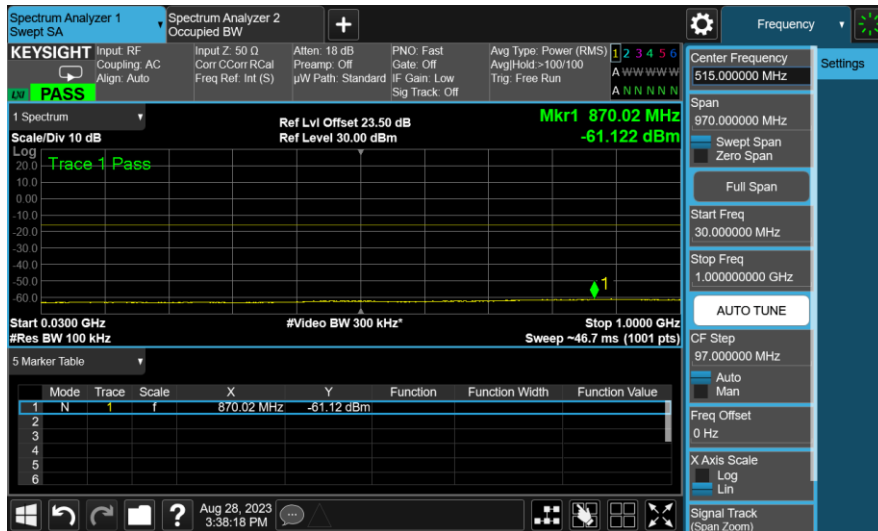 Spectrum Analyzer 1
Swept SA
Spectrum Analyzer 2
Occupied BW
Frequency
KEYSIGHT
Input: RF
Coupling: AC
Align: Auto
Input Z: 50 Ω
Corr CCorr RCal
Freq Ref: Int (S)
Atten: 18 dB
Preamp: Off
µW Path: Standard
PNO: Fast
Gate: Off
IF Gain: Low
Sig Track: Off
Avg Type: Power (RMS)
Avg|Hold:>100/100
Trig: Free Run
1 2 3 4 5 6
A W W W W W
A N N N N N
LXI PASS
1 Spectrum
Scale/Div 10 dB
Ref Lvl Offset 23.50 dB
Ref Level 30.00 dBm
Mkr1 870.02 MHz
-61.122 dBm
Log
Trace 1 Pass
20.0
10.0
0.00
-10.0
-20.0
-30.0
-40.0
-50.0
-60.0
1
Start 0.0300 GHz
#Res BW 100 kHz
#Video BW 300 kHz*
Stop 1.0000 GHz
Sweep ~46.7 ms (1001 pts)
5 Marker Table
Mode Trace Scale X Y Function Function Width Function Value
1 N 1 f 870.02 MHz -61.12 dBm
2
3
4
5
6
Aug 28, 2023
3:38:18 PM
Center Frequency
515.000000 MHz
Span
970.000000 MHz
Swept Span
Zero Span
Full Span
Start Freq
30.000000 MHz
Stop Freq
1.000000000 GHz
AUTO TUNE
CF Step
97.000000 MHz
Auto
Man
Freq Offset
0 Hz
X Axis Scale
Log
Lin
Signal Track
(Span Zoom)
Settings